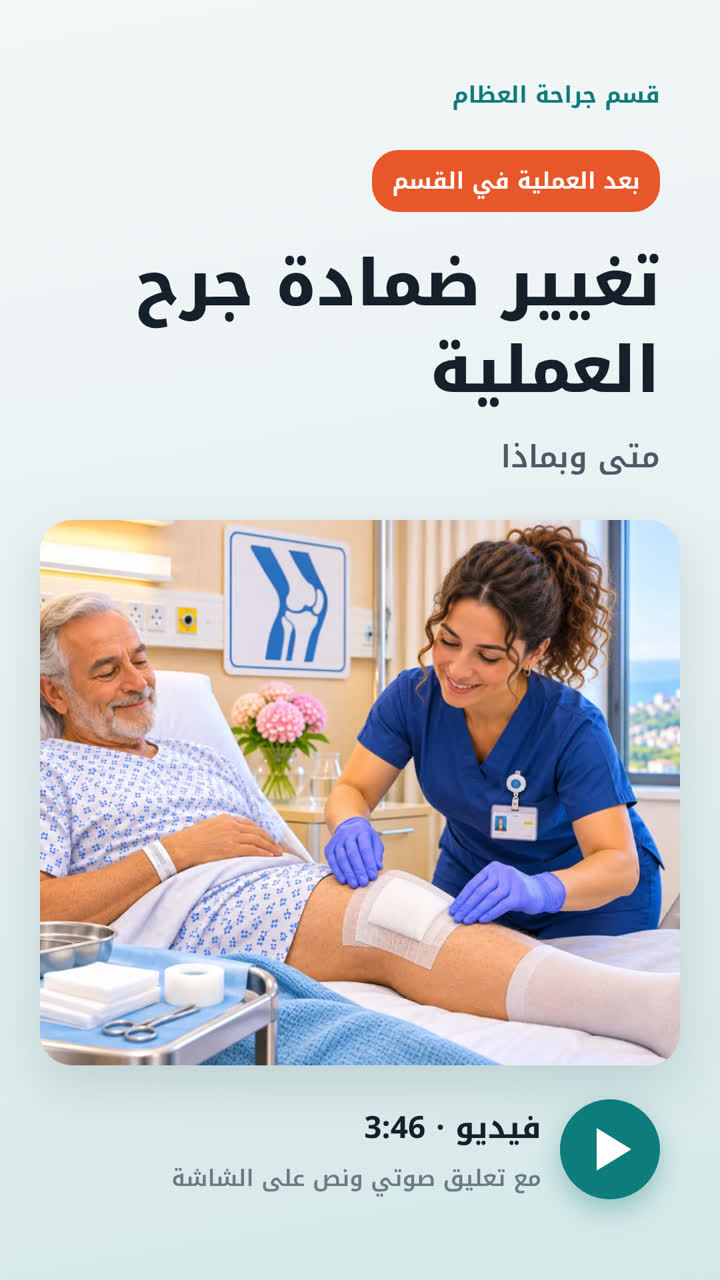 قسم جراحة العظام
بعد العملية في القسم
تغيير ضمادة جرح
العملية
متى وبماذا
فيديو · 3:46
مع تعليق صوتي ونص على الشاشة